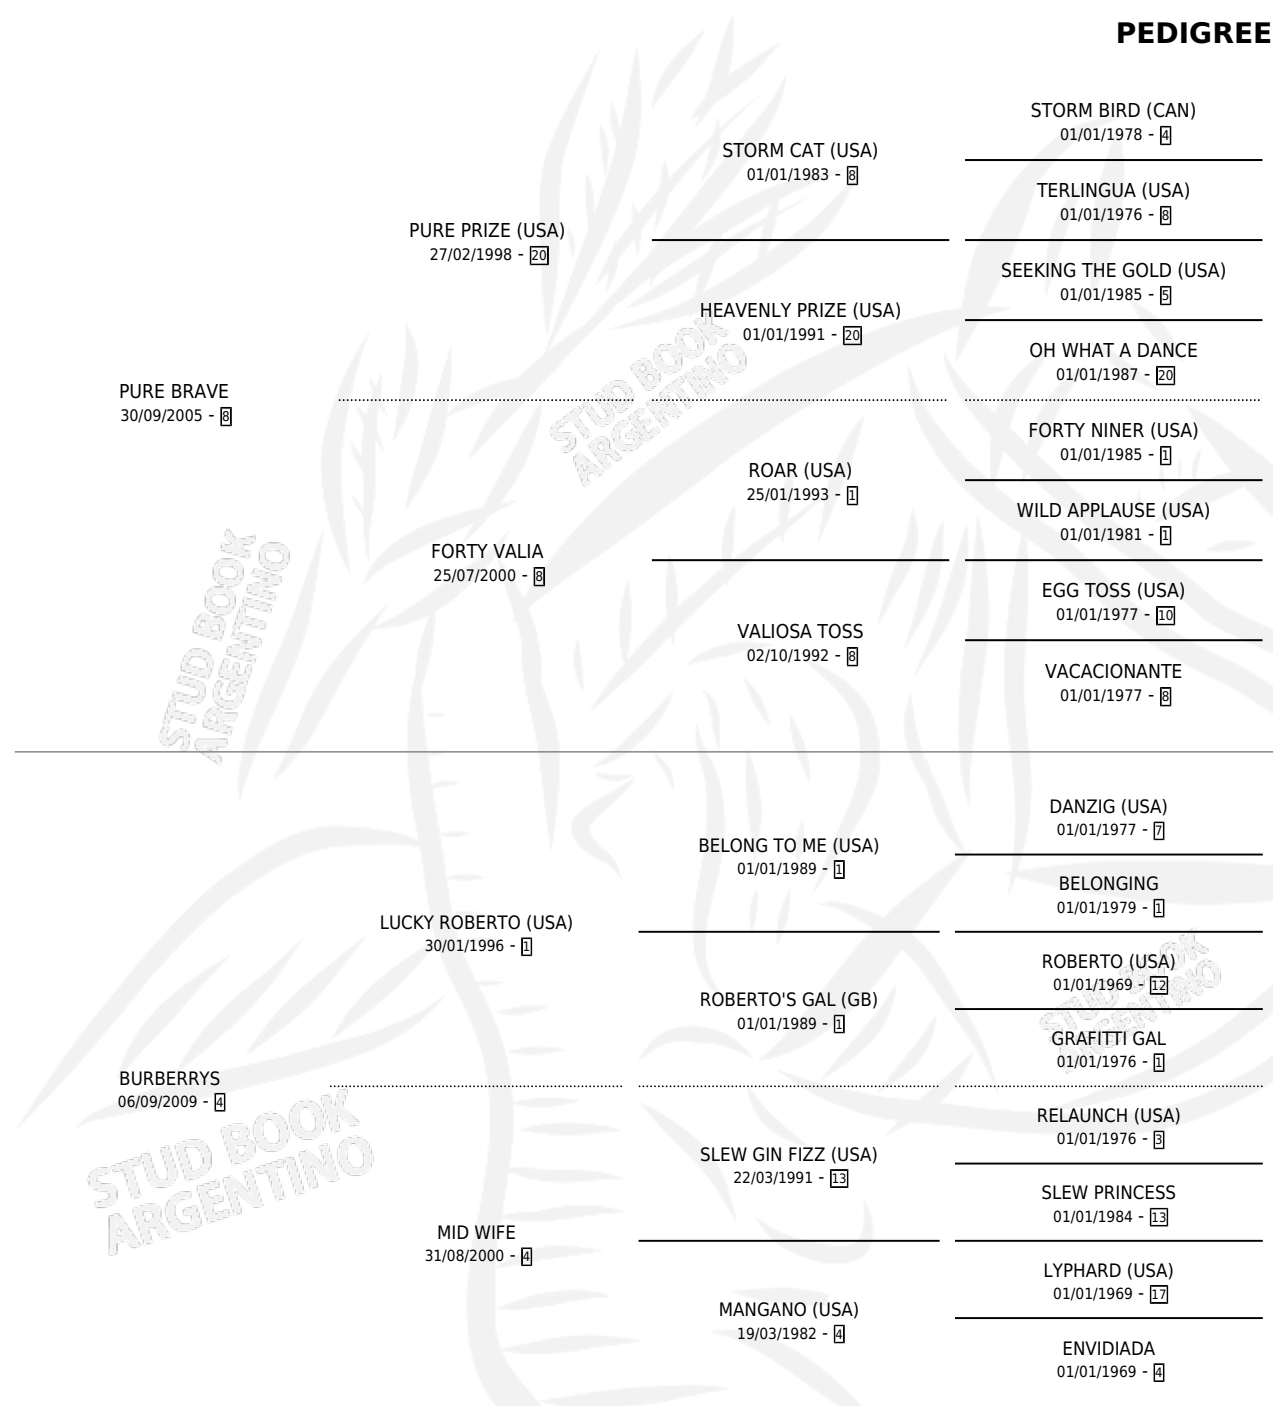 PEDIGREE
STORM BIRD (CAN)
01/01/1978 - 4
STORM CAT (USA)
01/01/1983 - 8
TERLINGUA (USA)
01/01/1976 - 8
PURE PRIZE (USA)
27/02/1998 - 20
SEEKING THE GOLD (USA)
01/01/1985 - 5
HEAVENLY PRIZE (USA)
01/01/1991 - 20
OH WHAT A DANCE
01/01/1987 - 20
PURE BRAVE
30/09/2005 - 8
STUD BOOK
ARGENTINO
FORTY NINER (USA)
01/01/1985 - 1
ROAR (USA)
25/01/1993 - 1
WILD APPLAUSE (USA)
01/01/1981 - 1
FORTY VALIA
25/07/2000 - 8
EGG TOSS (USA)
01/01/1977 - 10
VALIOSA TOSS
02/10/1992 - 8
VACACIONANTE
01/01/1977 - 8
STUD BOOK
ARGENTINO
DANZIG (USA)
01/01/1977 - 7
BELONG TO ME (USA)
01/01/1989 - 1
BELONGING
01/01/1979 - 1
LUCKY ROBERTO (USA)
30/01/1996 - 1
ROBERTO (USA)
01/01/1969 - 12
ROBERTO'S GAL (GB)
01/01/1989 - 1
STUD BOOK
ARGENTINO
GRAFITTI GAL
01/01/1976 - 1
BURBERRYS
06/09/2009 - 4
RELAUNCH (USA)
01/01/1976 - 3
SLEW GIN FIZZ (USA)
22/03/1991 - 13
SLEW PRINCESS
01/01/1984 - 13
STUD BOOK
ARGENTINO
MID WIFE
31/08/2000 - 4
LYPHARD (USA)
01/01/1969 - 17
MANGANO (USA)
19/03/1982 - 4
ENVIDIADA
01/01/1969 - 4